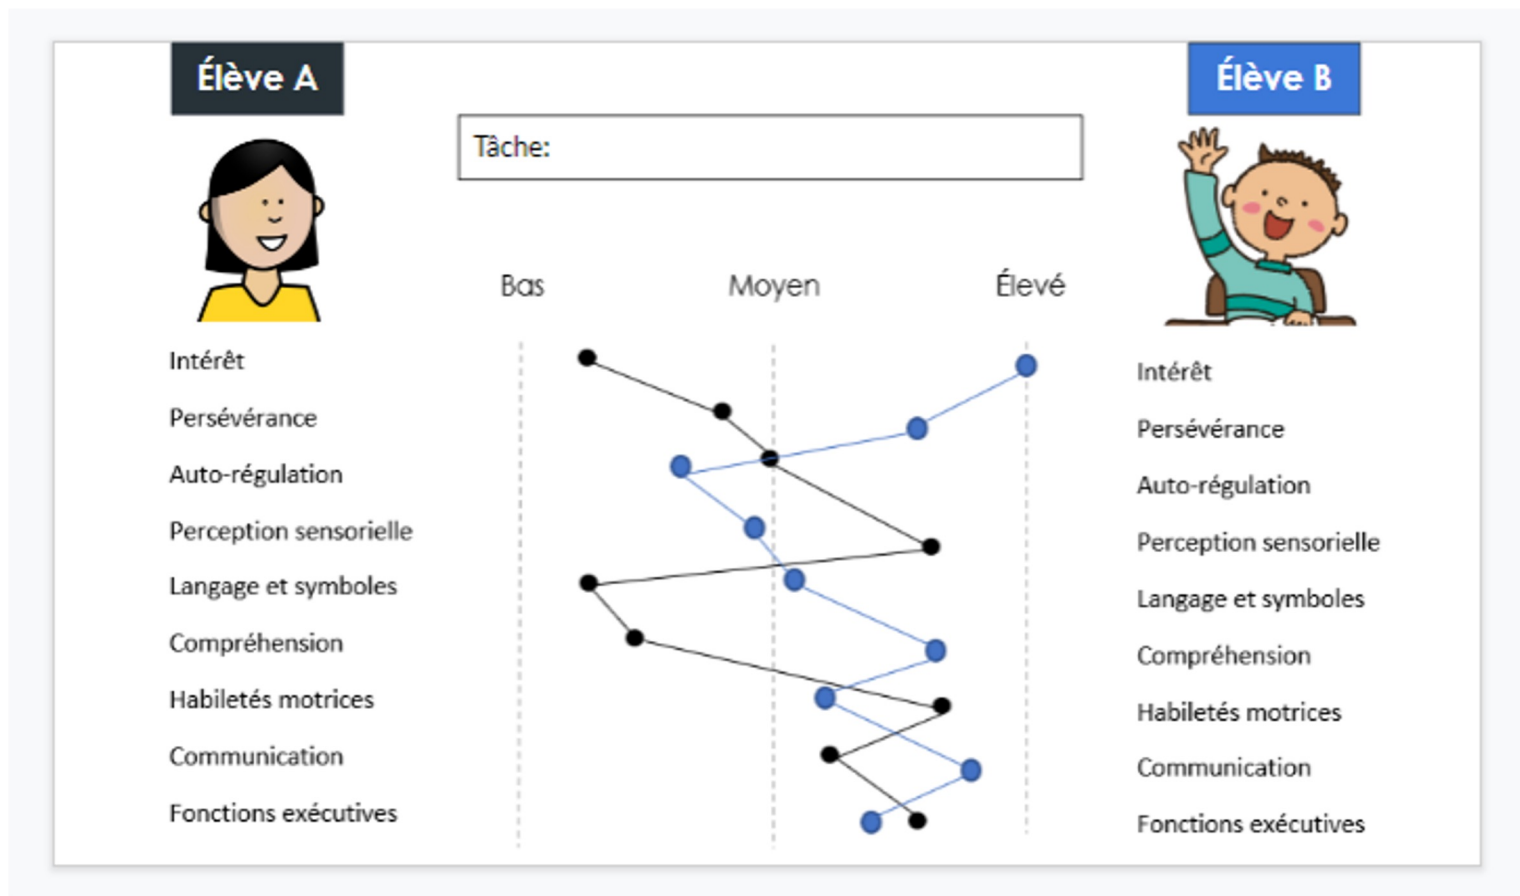 Élève A
Élève B
Tâche:
Bas
Moyen
Élevé
Intérêt
Persévérance
Auto-régulation
Perception sensorielle
Langage et symboles
Compréhension
Habiletés motrices
Communication
Fonctions exécutives
Intérêt
Persévérance
Auto-régulation
Perception sensorielle
Langage et symboles
Compréhension
Habiletés motrices
Communication
Fonctions exécutives